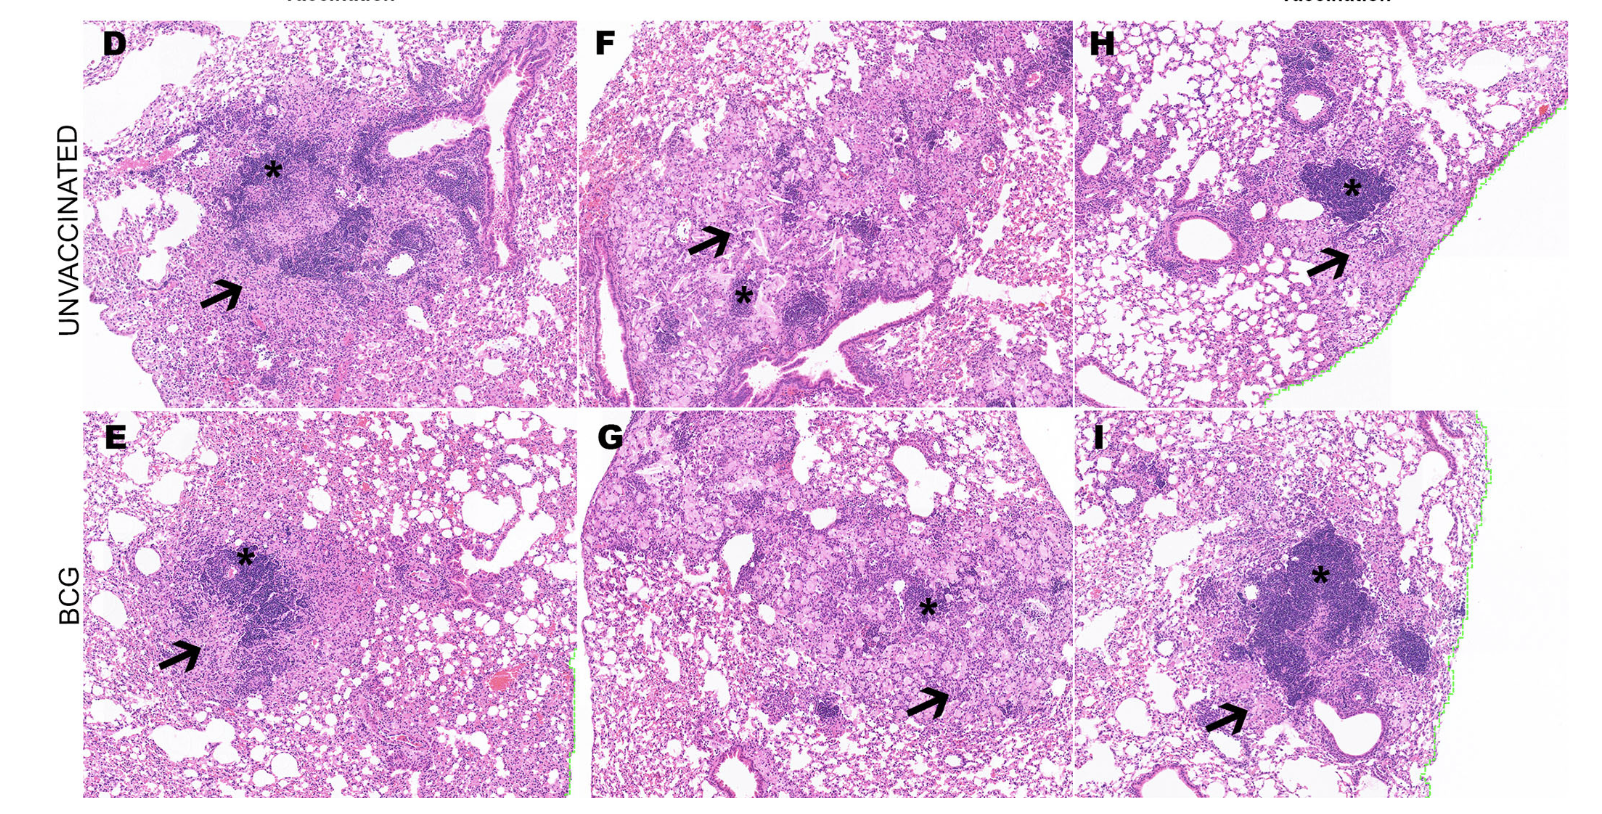 D F H
UNVACCINATED
* * *
E G I
BCG
* * *